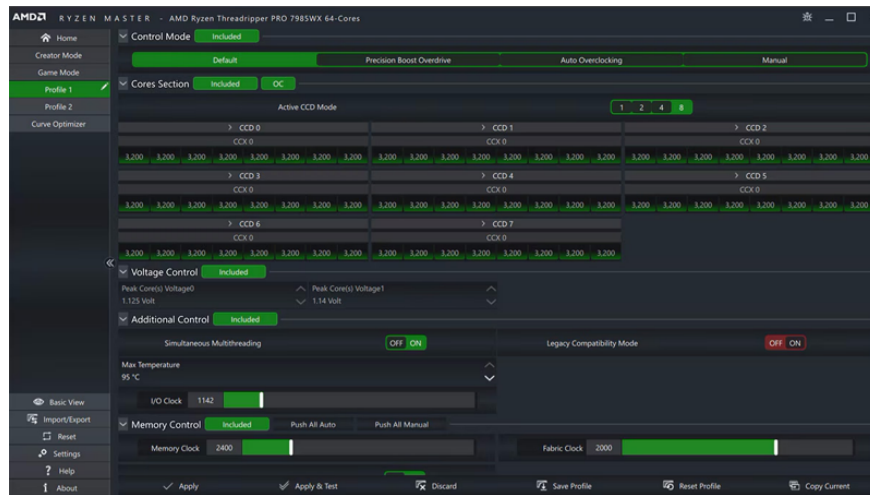 AMD RYZEN MASTER - AMD Ryzen Threadripper PRO 7985WX 64-Cores
Home
Creator Mode
Game Mode
Profile 1
Profile 2
Curve Optimizer
Control Mode Included
Default Precision Boost Overdrive Auto Overclocking Manual
Cores Section Included OC
Active CCD Mode 1 2 4 8
CCD 0 CCD 1 CCD 2
CCX 0 CCX 0 CCX 0
3,200 3,200 3,200 3,200 3,200 3,200 3,200 3,200 3,200 3,200 3,200 3,200 3,200 3,200 3,200 3,200 3,200 3,200 3,200 3,200 3,200 3,200 3,200 3,200
CCD 3 CCD 4 CCD 5
CCX 0 CCX 0 CCX 0
3,200 3,200 3,200 3,200 3,200 3,200 3,200 3,200 3,200 3,200 3,200 3,200 3,200 3,200 3,200 3,200 3,200 3,200 3,200 3,200 3,200 3,200 3,200 3,200
CCD 6 CCD 7
CCX 0 CCX 0
3,200 3,200 3,200 3,200 3,200 3,200 3,200 3,200 3,200 3,200 3,200 3,200 3,200 3,200 3,200 3,200
Voltage Control Included
Peak Core(s) Voltage0 Peak Core(s) Voltage1
1.125 Volt 1.14 Volt
Additional Control Included
Simultaneous Multithreading OFF ON Legacy Compatibility Mode OFF ON
Max Temperature
95 °C
I/O Clock 1142
Memory Control Included Push All Auto Push All Manual
Memory Clock 2400 Fabric Clock 2000
Basic View
Import/Export
Reset
Settings
Help
About
Apply Apply & Test Discard Save Profile Reset Profile Copy Current